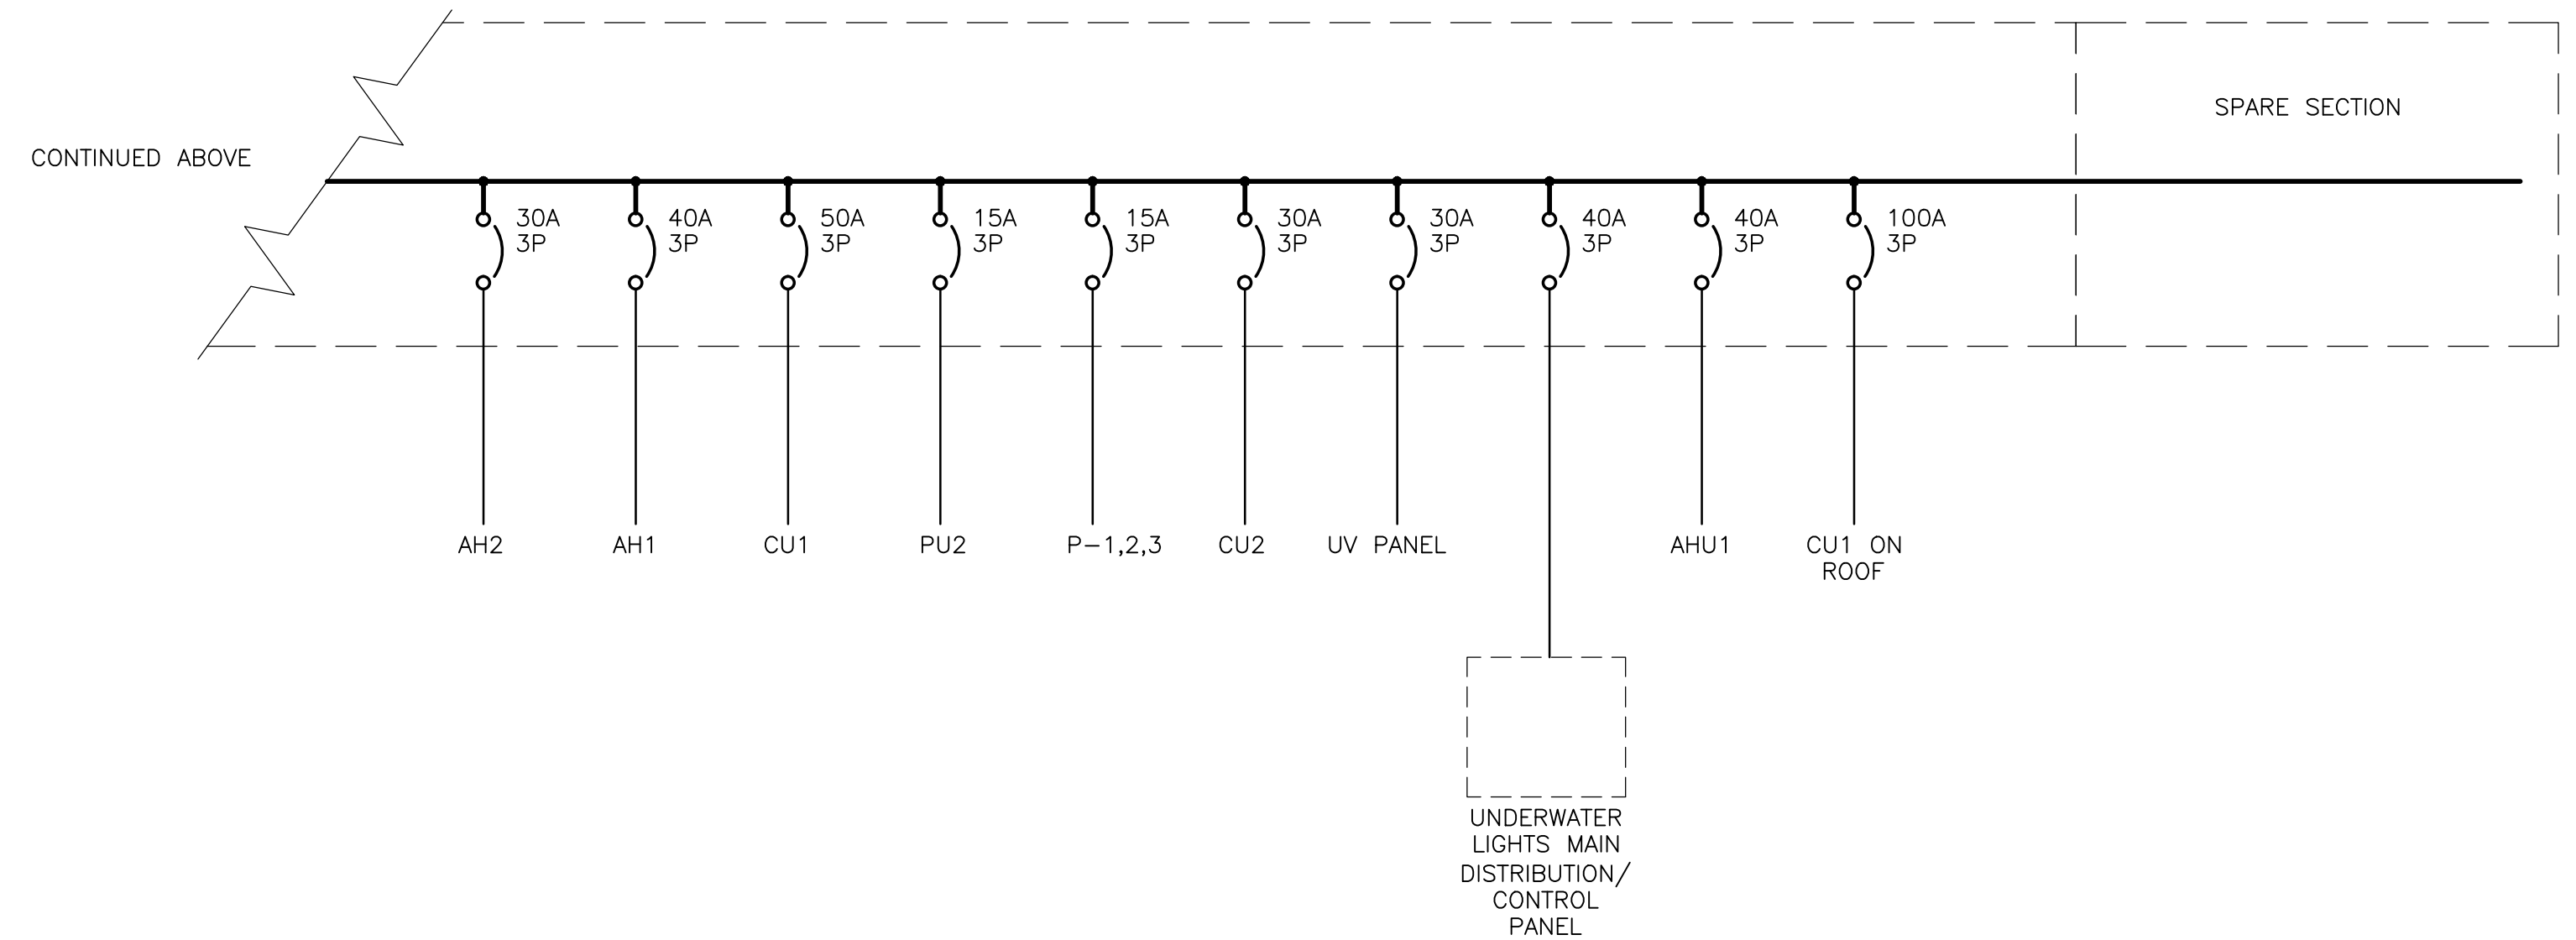 SPARE SECTION
CONTINUED ABOVE
30A
3P
40A
3P
50A
3P
15A
3P
15A
3P
30A
3P
30A
3P
40A
3P
40A
3P
100A
3P
AH2
AH1
CU1
PU2
P-1,2,3
CU2
UV PANEL
AHU1
CU1 ON
ROOF
UNDERWATER
LIGHTS MAIN
DISTRIBUTION/
CONTROL
PANEL